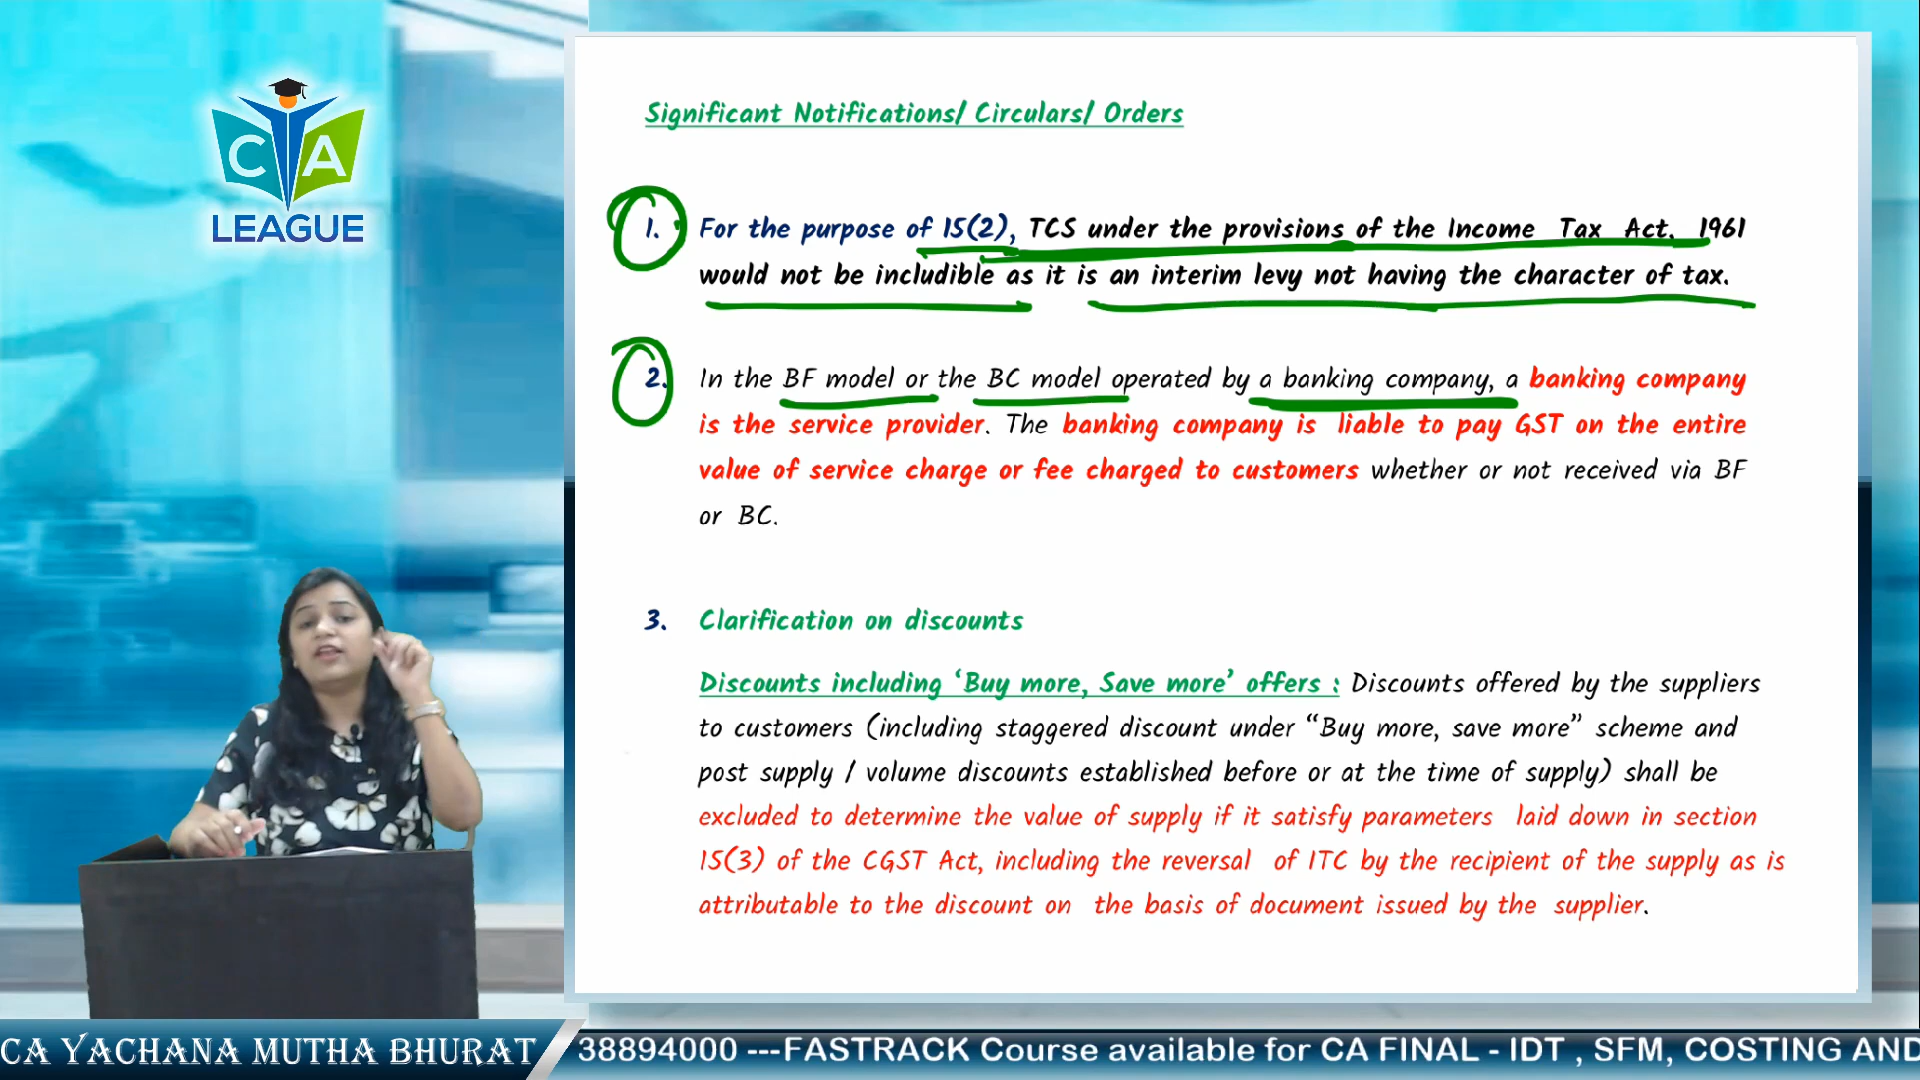 CA
LEAGUE
Significant Notifications/ Circulars/ Orders
1. For the purpose of 15(2), TCS under the provisions of the Income Tax Act, 1961
would not be includible as it is an interim levy not having the character of tax.
2. In the BF model or the BC model operated by a banking company, a banking company
is the service provider. The banking company is liable to pay GST on the entire
value of service charge or fee charged to customers whether or not received via BF
or BC.
3. Clarification on discounts
Discounts including ‘Buy more, Save more’ offers : Discounts offered by the suppliers
to customers (including staggered discount under “Buy more, save more” scheme and
post supply / volume discounts established before or at the time of supply) shall be
excluded to determine the value of supply if it satisfy parameters laid down in section
15(3) of the CGST Act, including the reversal of ITC by the recipient of the supply as is
attributable to the discount on the basis of document issued by the supplier.
CA YACHANA MUTHA BHURAT
38894000 ---FASTRACK Course available for CA FINAL - IDT , SFM, COSTING AND